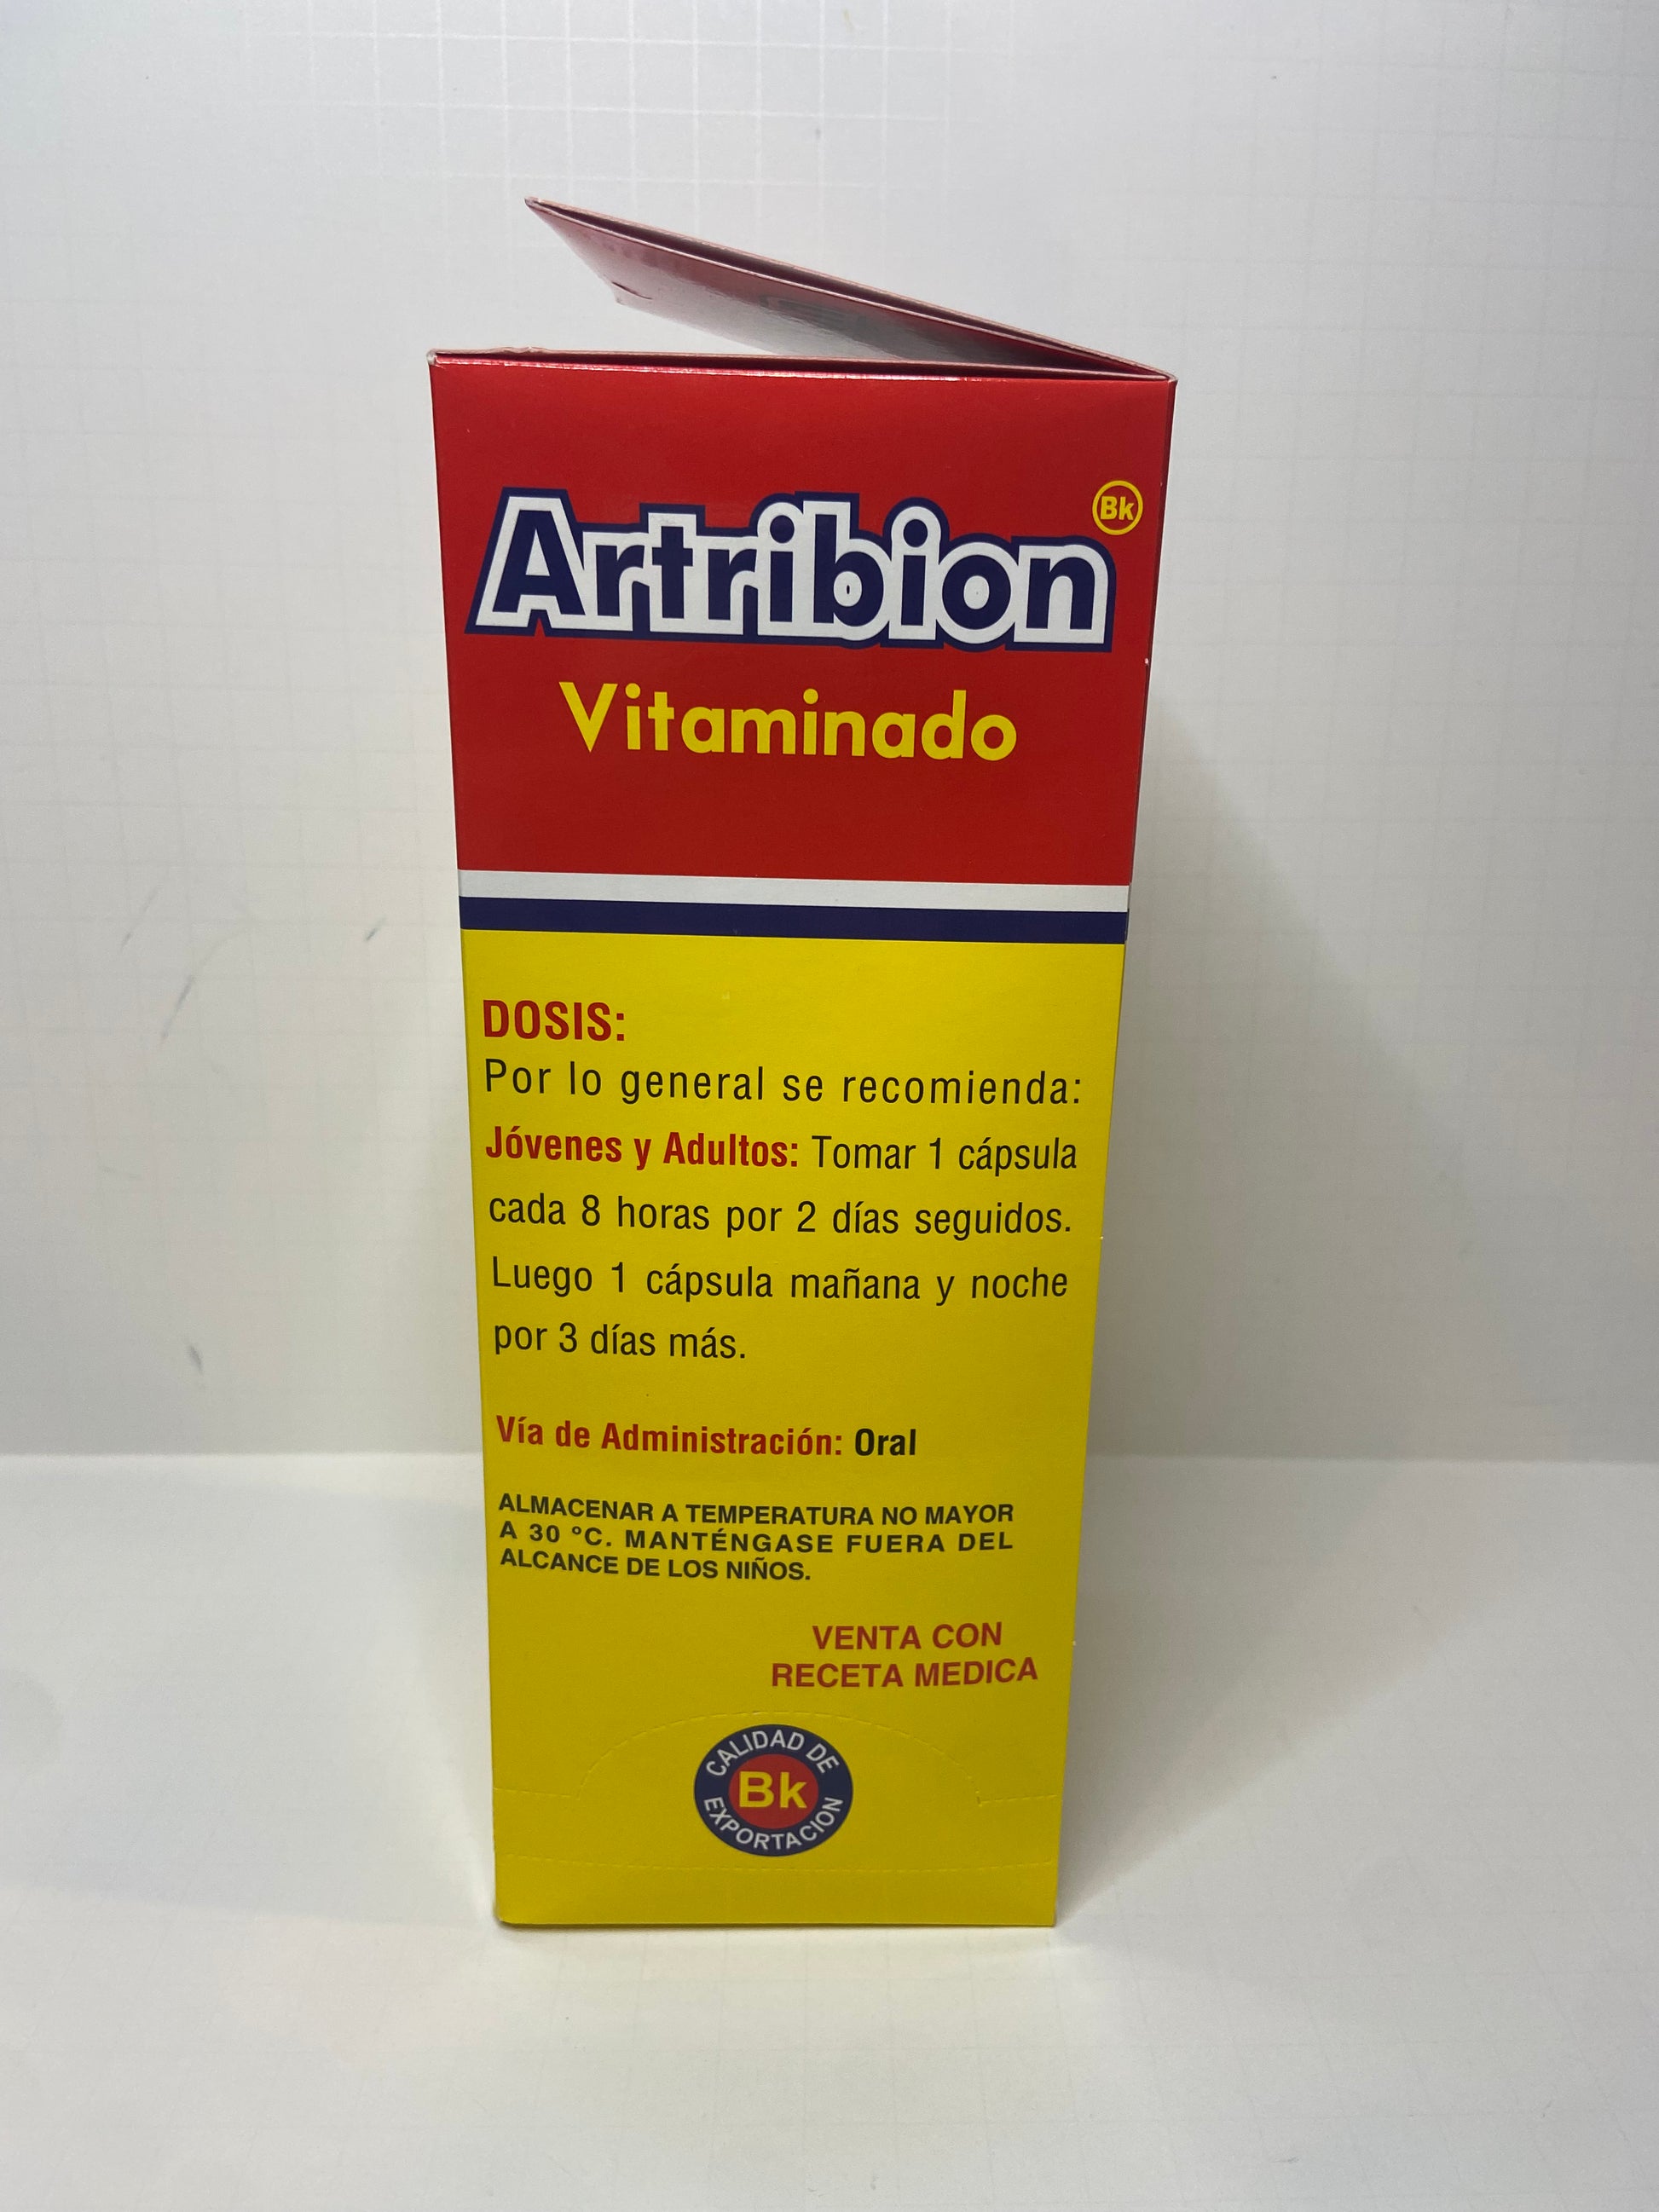 Artribion
Bk
Vitaminado
DOSIS:
Por lo general se recomienda:
Jóvenes y Adultos: Tomar 1 cápsula
cada 8 horas por 2 días seguidos.
Luego 1 cápsula mañana y noche
por 3 días más.
Vía de Administración: Oral
ALMACENAR A TEMPERATURA NO MAYOR
A 30 ºC. MANTÉNGASE FUERA DEL
ALCANCE DE LOS NIÑOS.
VENTA CON
RECETA MEDICA
CALIDAD DE
Bk
EXPORTACION